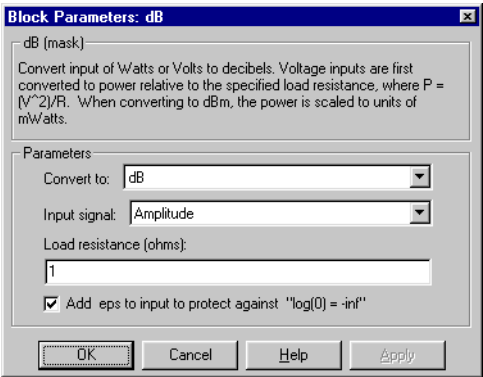 Block Parameters: dB
dB (mask)
Convert input of Watts or Volts to decibels. Voltage inputs are first
converted to power relative to the specified load resistance, where P =
(V^2)/R.  When converting to dBm, the power is scaled to units of
mWatts.
Parameters
Convert to: dB
Input signal: Amplitude
Load resistance (ohms):
1
Add  eps to input to protect against  "log(0) = -inf"
OK Cancel Help Apply